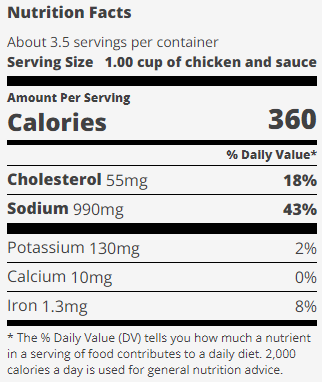 Nutrition Facts
About 3.5 servings per container
Serving Size 1.00 cup of chicken and sauce
Amount Per Serving
Calories 360
% Daily Value*
Cholesterol 55mg 18%
Sodium 990mg 43%
Potassium 130mg 2%
Calcium 10mg 0%
Iron 1.3mg 8%
* The % Daily Value (DV) tells you how much a nutrient
in a serving of food contributes to a daily diet. 2,000
calories a day is used for general nutrition advice.